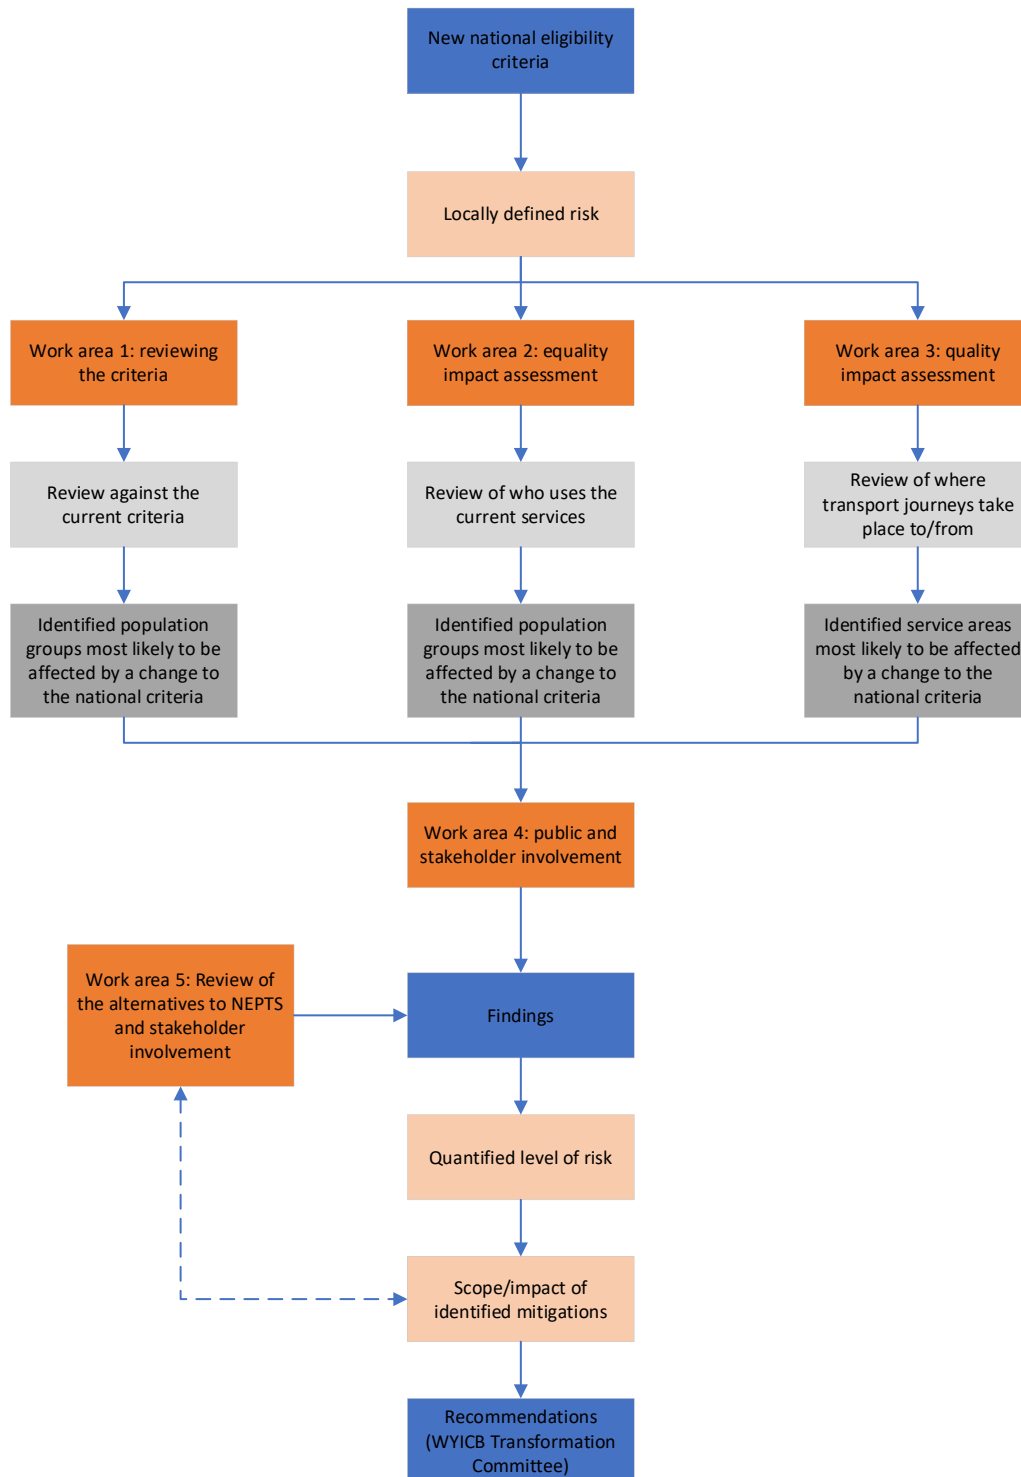 New national eligibility
criteria
Locally defined risk
Work area 1: reviewing
the criteria
Work area 2: equality
impact assessment
Work area 3: quality
impact assessment
Review against the
current criteria
Review of who uses the
current services
Review of where
transport journeys take
place to/from
Identified population
groups most likely to be
affected by a change to
the national criteria
Identified population
groups most likely to be
affected by a change to
the national criteria
Identified service areas
most likely to be affected
by a change to the
national criteria
Work area 4: public and
stakeholder involvement
Work area 5: Review of
the alternatives to NEPTS
and stakeholder
involvement
Findings
Quantified level of risk
Scope/impact of
identified mitigations
Recommendations
(WYICB Transformation
Committee)